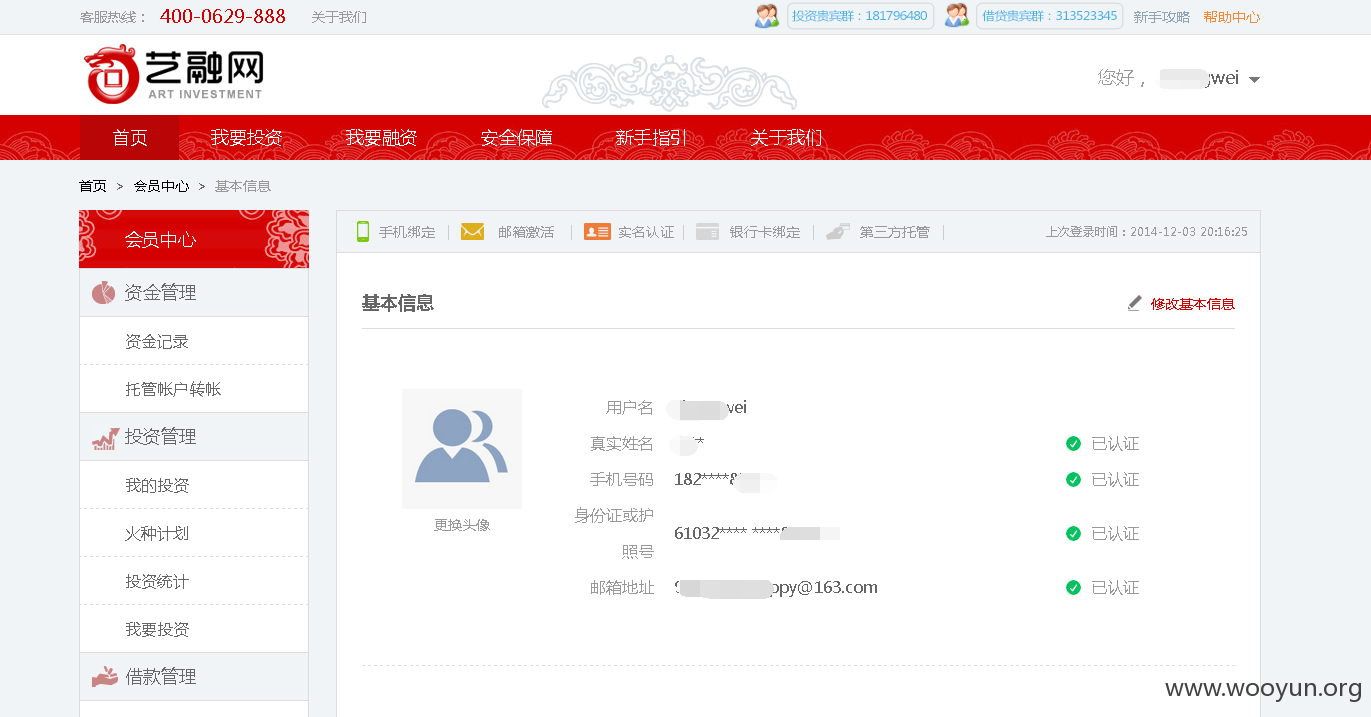 客服热线： 400-0629-888 关于我们 投资贵宾群：181796480 借贷贵宾群：313523345 新手攻略 帮助中心
艺融网
ART INVESTMENT
您好， wei
首页 我要投资 我要融资 安全保障 新手指引 关于我们
首页 > 会员中心 > 基本信息
会员中心
资金管理
资金记录
托管帐户转帐
投资管理
我的投资
火种计划
投资统计
我要投资
借款管理
手机绑定 邮箱激活 实名认证 银行卡绑定 第三方托管 上次登录时间：2014-12-03 20:16:25
基本信息 修改基本信息
更换头像
用户名 wei
真实姓名 * 已认证
手机号码 182****8 已认证
身份证或护照号 61032**** **** 已认证
邮箱地址 ppy@163.com 已认证
www.wooyun.org